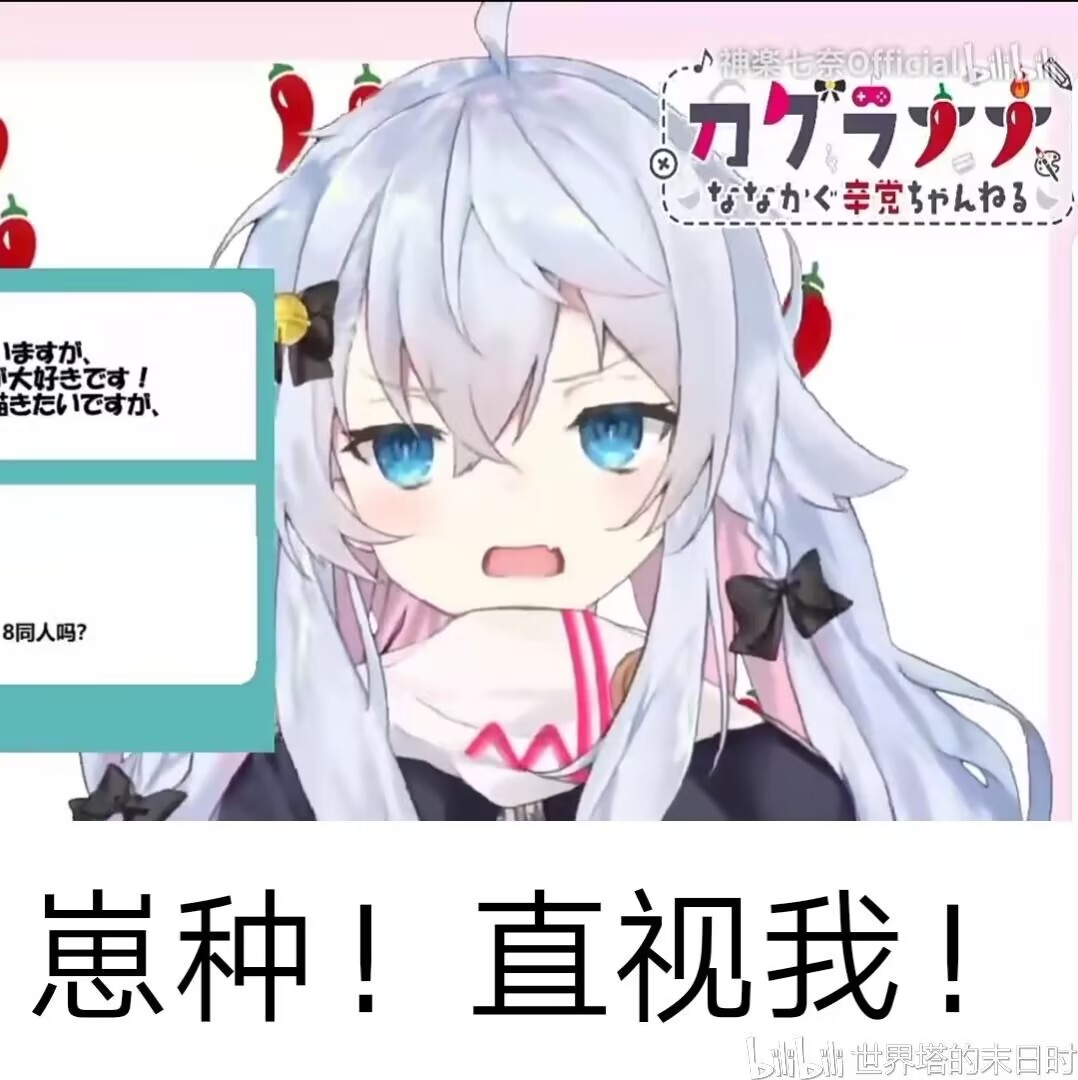 神楽七奈Official bilibili
カグラナナ
ななかぐ辛党ちゃんねる
いますが、
が大好きです！
描きたいですが、
8同人吗?
崽种！直视我！
bilibili 世界塔的末日时